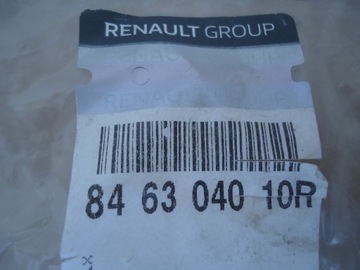 RENAULT GROUP
84 63 040 10R